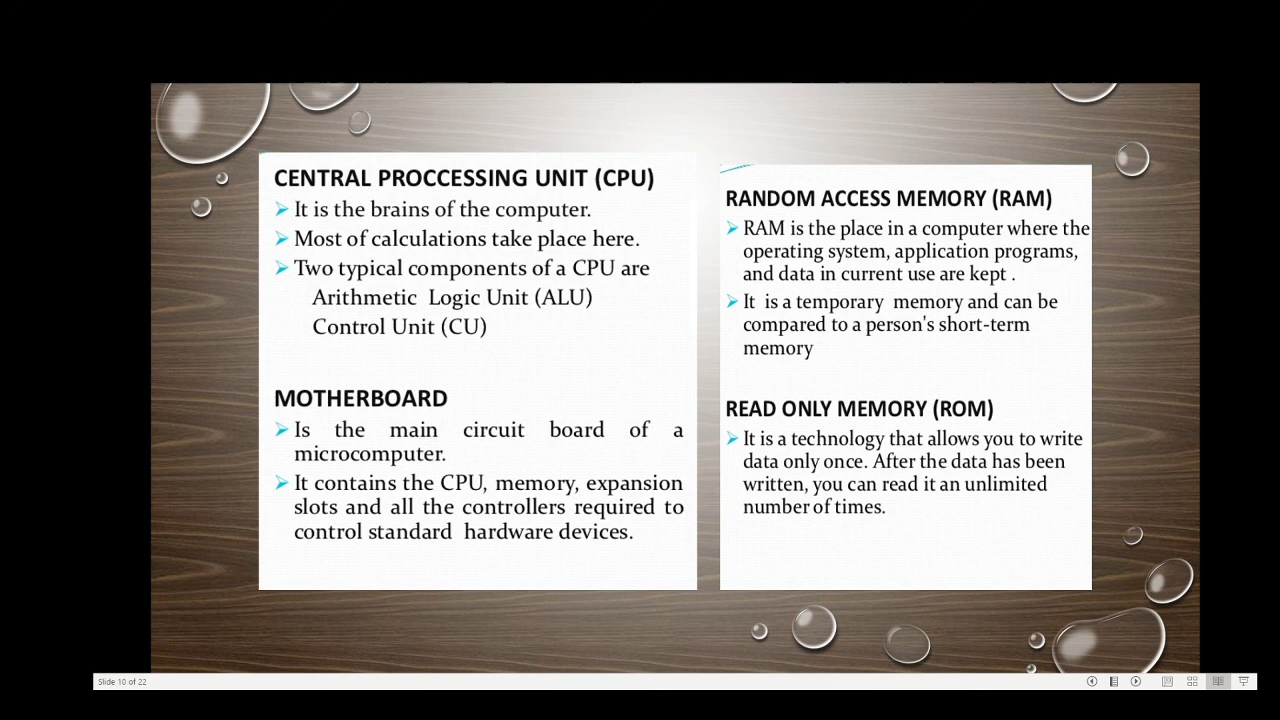 CENTRAL PROCCESSING UNIT (CPU)
It is the brains of the computer.
Most of calculations take place here.
Two typical components of a CPU are
Arithmetic Logic Unit (ALU)
Control Unit (CU)
MOTHERBOARD
Is the main circuit board of a
microcomputer.
It contains the CPU, memory, expansion
slots and all the controllers required to
control standard hardware devices.
RANDOM ACCESS MEMORY (RAM)
RAM is the place in a computer where the
operating system, application programs,
and data in current use are kept .
It is a temporary memory and can be
compared to a person's short-term
memory
READ ONLY MEMORY (ROM)
It is a technology that allows you to write
data only once. After the data has been
written, you can read it an unlimited
number of times.
Slide 10 of 22